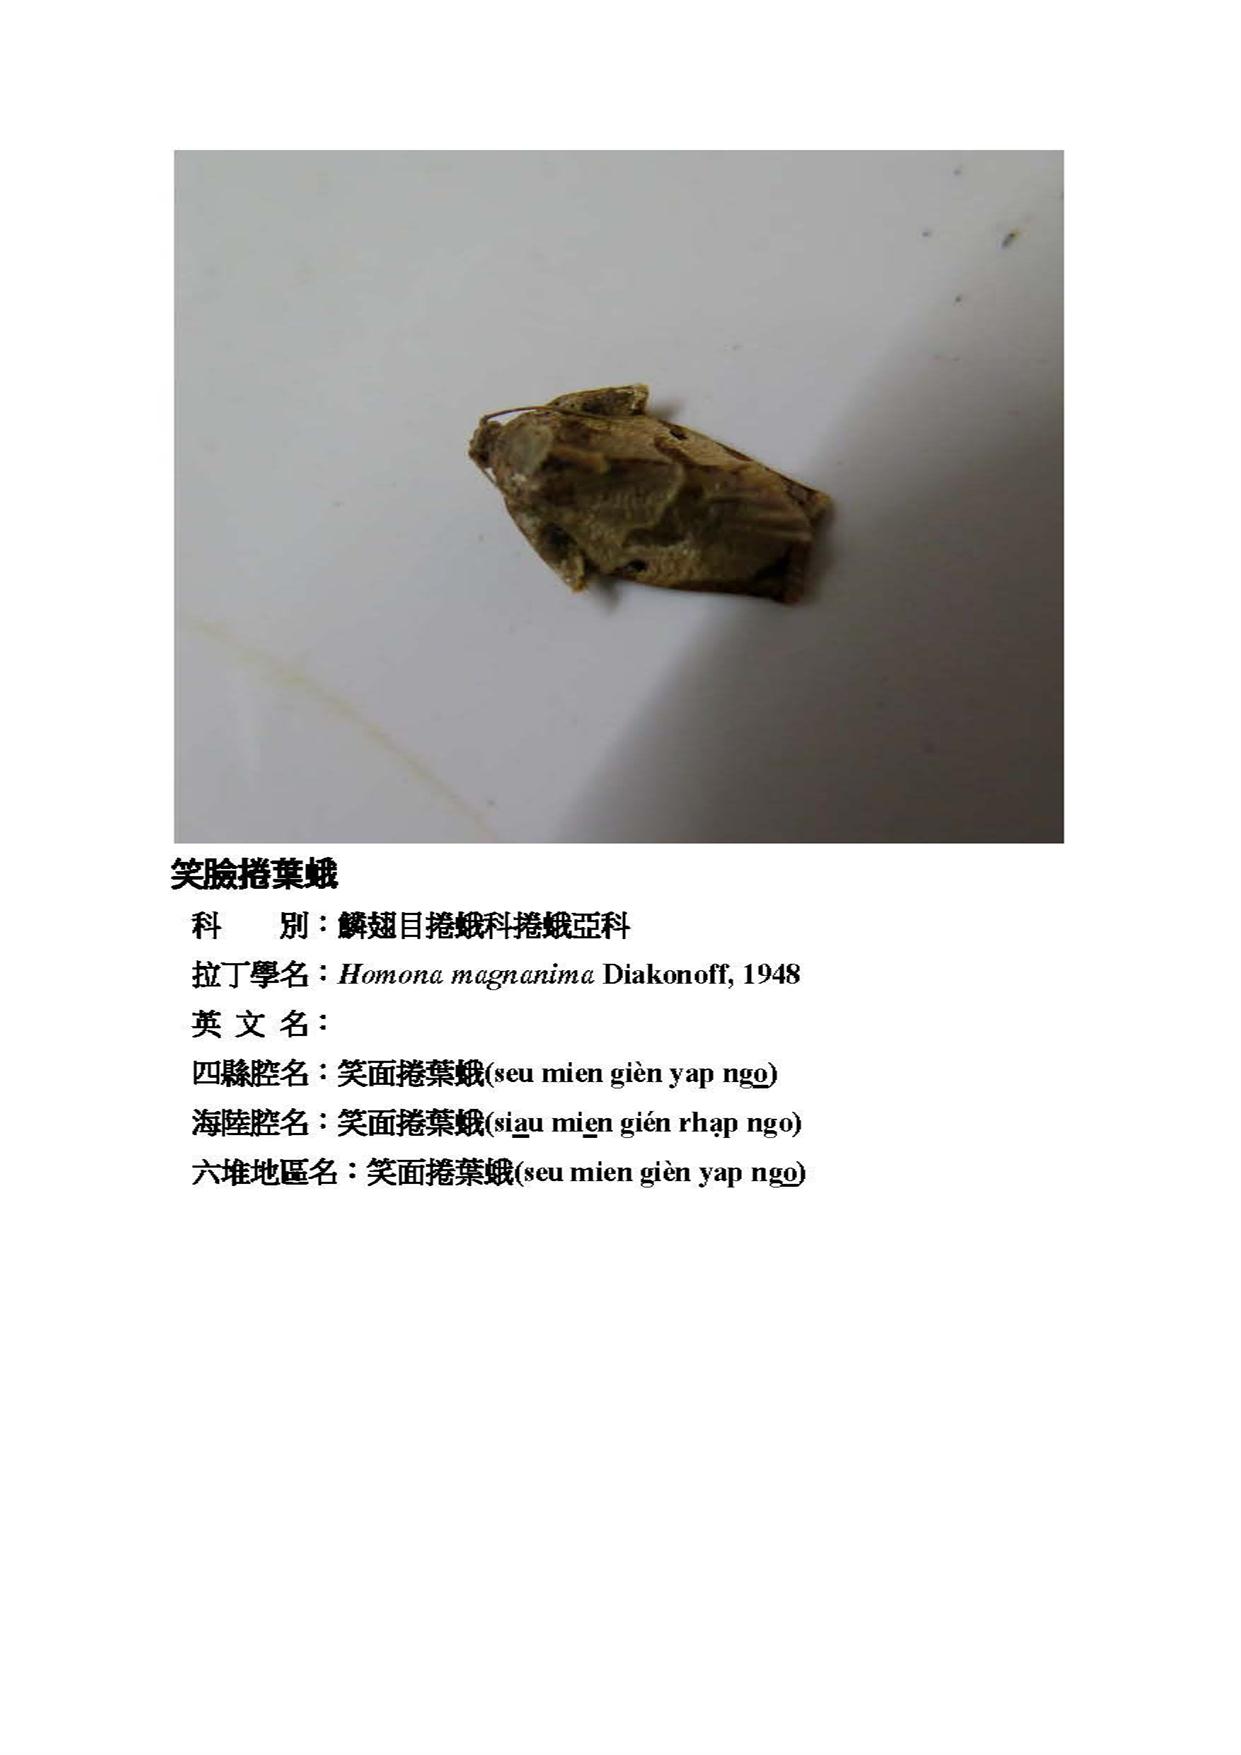 笑臉捲葉蛾
科　　別：鱗翅目捲蛾科捲蛾亞科
拉丁學名：Homona magnanima Diakonoff, 1948
英 文 名：
四縣腔名：笑面捲葉蛾(seu mien gièn yap ngo)
海陸腔名：笑面捲葉蛾(siau mien gién rhap ngo)
六堆地區名：笑面捲葉蛾(seu mien gièn yap ngo)